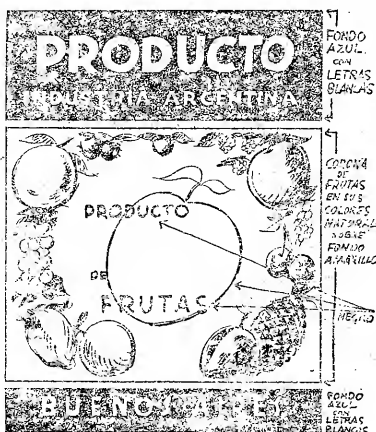 PRODUCTO
INDUSTRIA ARGENTINA
FONDO
AZUL
CON
LETRAS
BLANCAS
PRODUCTO
DE
FRUTAS
CORONA
DE
FRUTAS
EN SUS
COLORES
NATURAL
SOBRE
FONDO
AMARILLO
NEGRO
BUENOS AIRES
FONDO
AZUL
CON
LETRAS
BLANCAS